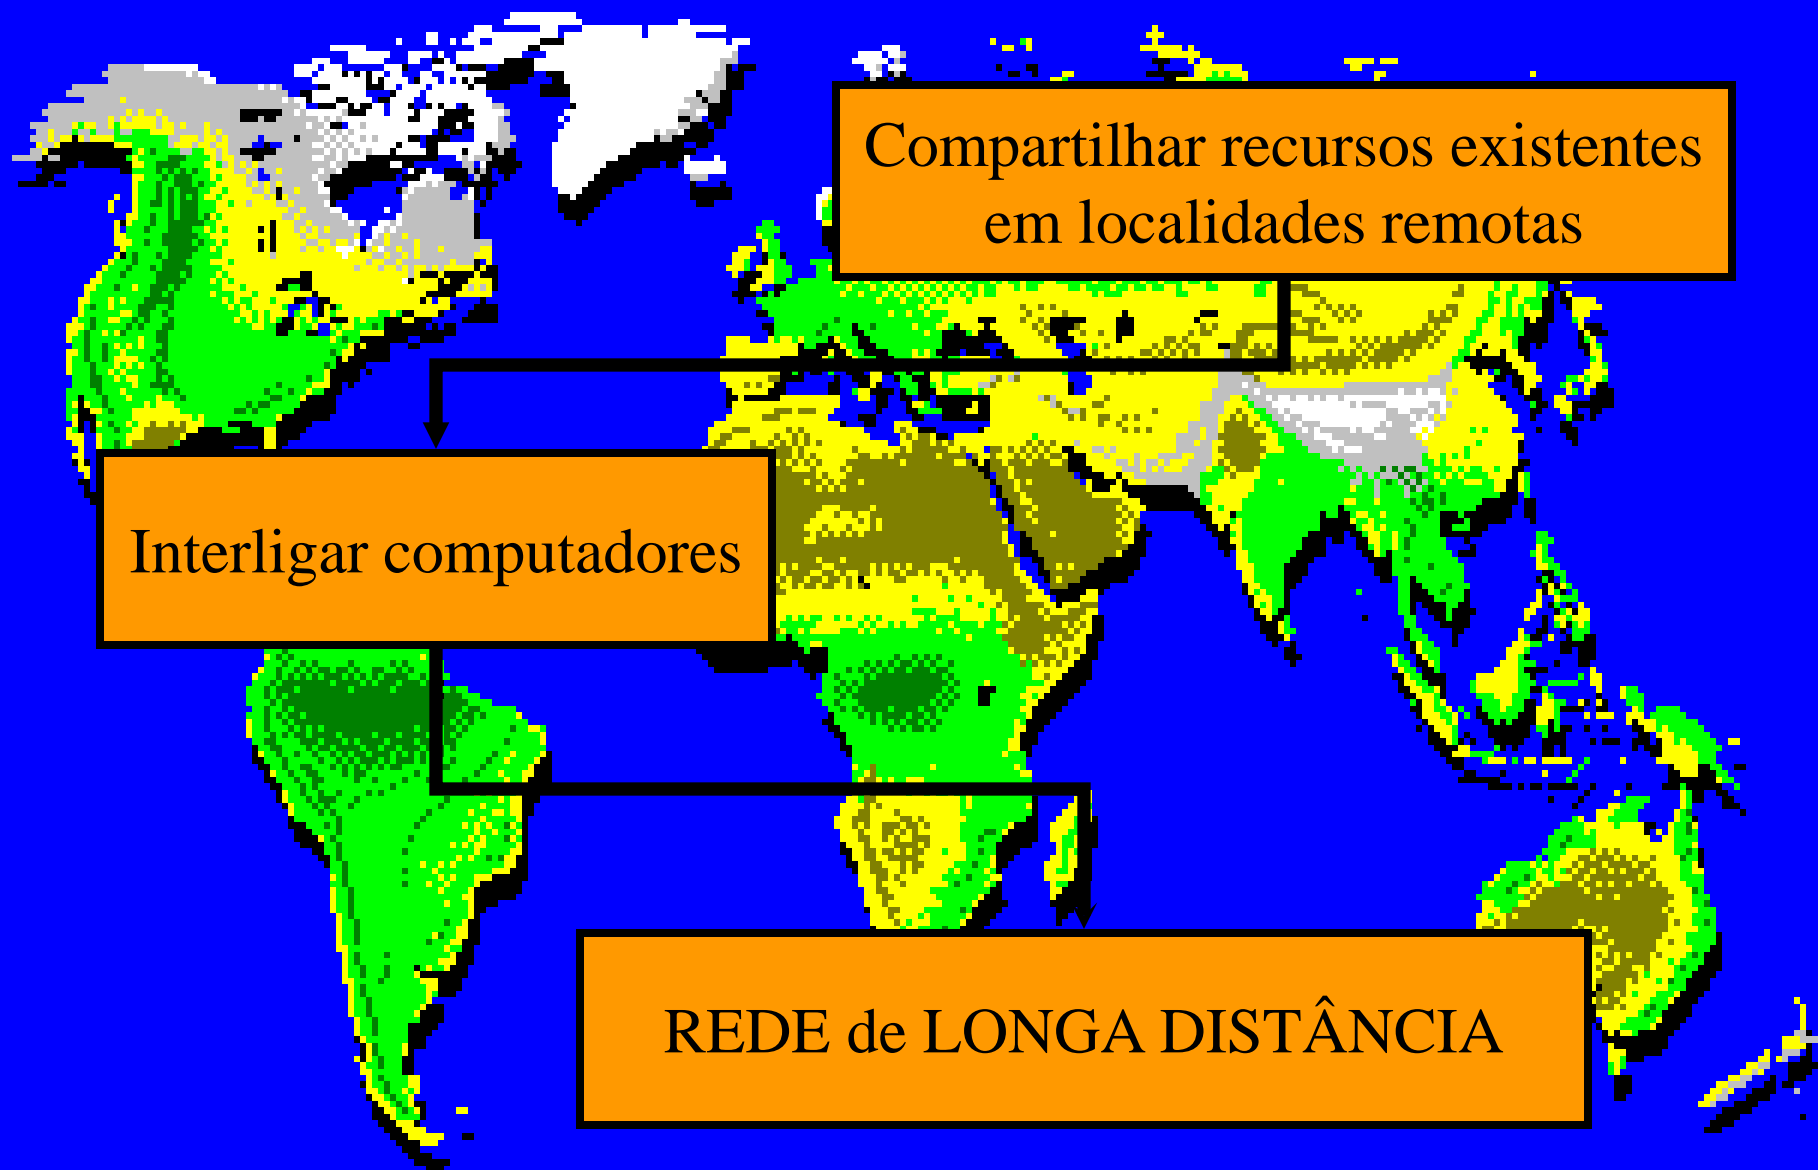 Compartilhar recursos existentes
em localidades remotas
Interligar computadores
REDE de LONGA DISTÂNCIA